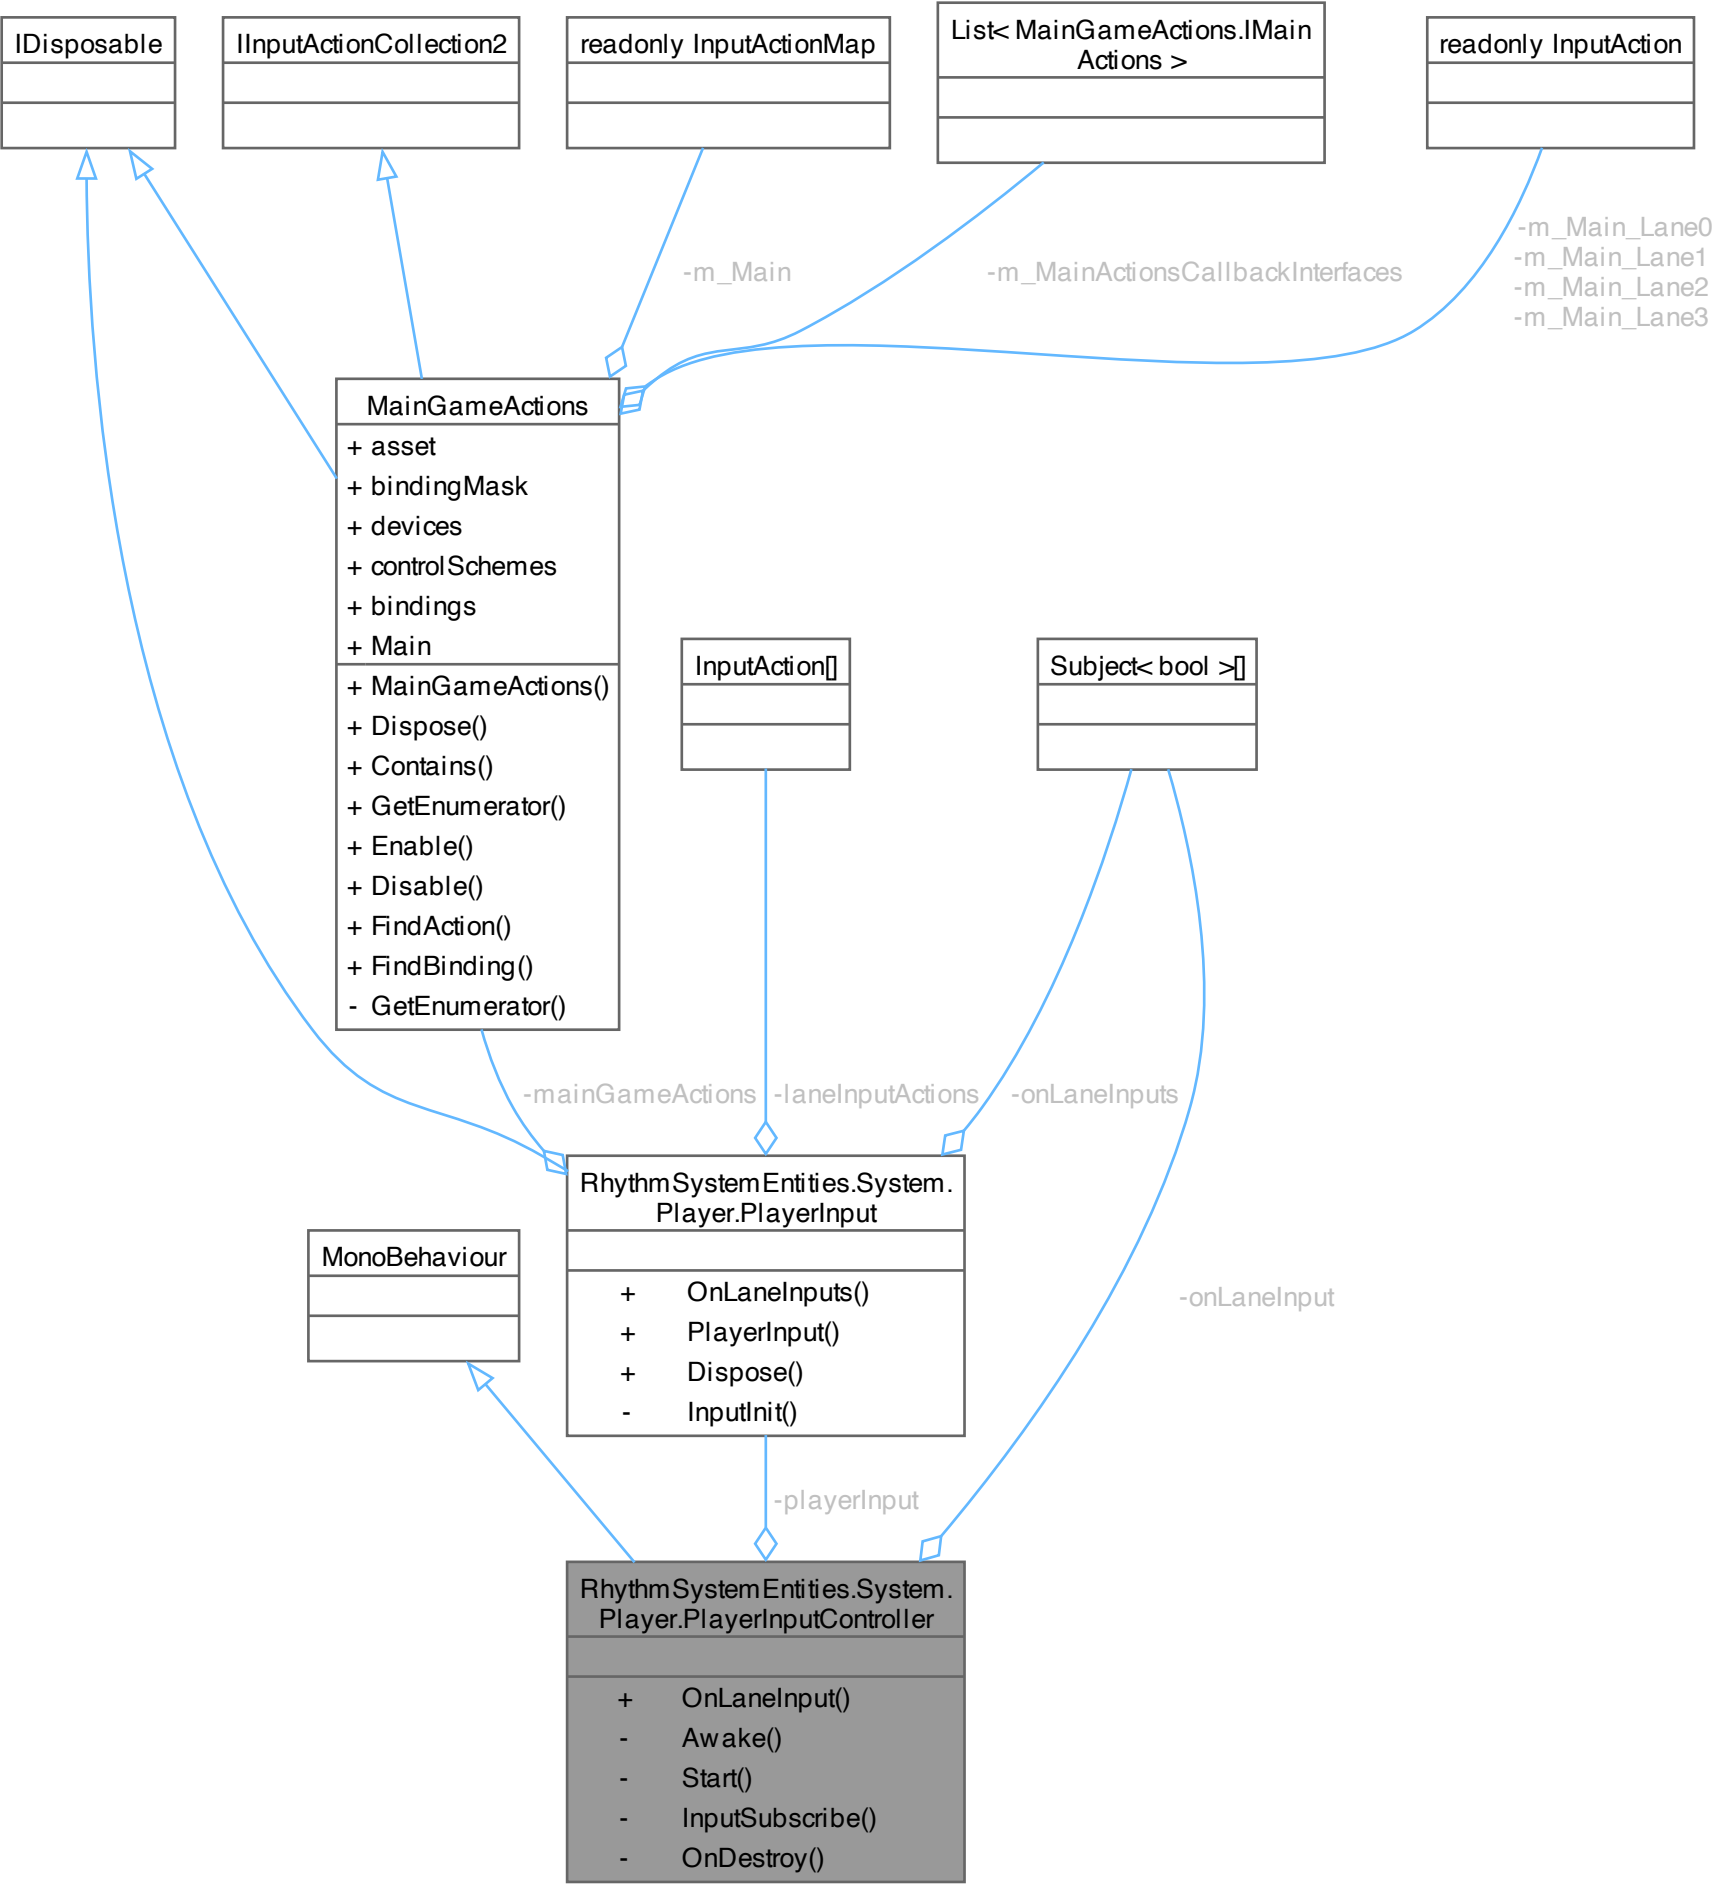 IDisposable
IInputActionCollection2
readonly InputActionMap
List< MainGameActions.IMain
Actions >
readonly InputAction
-m_Main
-m_MainActionsCallbackInterfaces
-m_Main_Lane0
-m_Main_Lane1
-m_Main_Lane2
-m_Main_Lane3
MainGameActions
+ asset
+ bindingMask
+ devices
+ controlSchemes
+ bindings
+ Main
+ MainGameActions()
+ Dispose()
+ Contains()
+ GetEnumerator()
+ Enable()
+ Disable()
+ FindAction()
+ FindBinding()
- GetEnumerator()
InputAction[]
Subject< bool >[]
-mainGameActions
-laneInputActions
-onLaneInputs
RhythmSystemEntities.System.
Player.PlayerInput
+ OnLaneInputs()
+ PlayerInput()
+ Dispose()
- InputInit()
MonoBehaviour
-onLaneInput
-playerInput
RhythmSystemEntities.System.
Player.PlayerInputController
+ OnLaneInput()
- Awake()
- Start()
- InputSubscribe()
- OnDestroy()